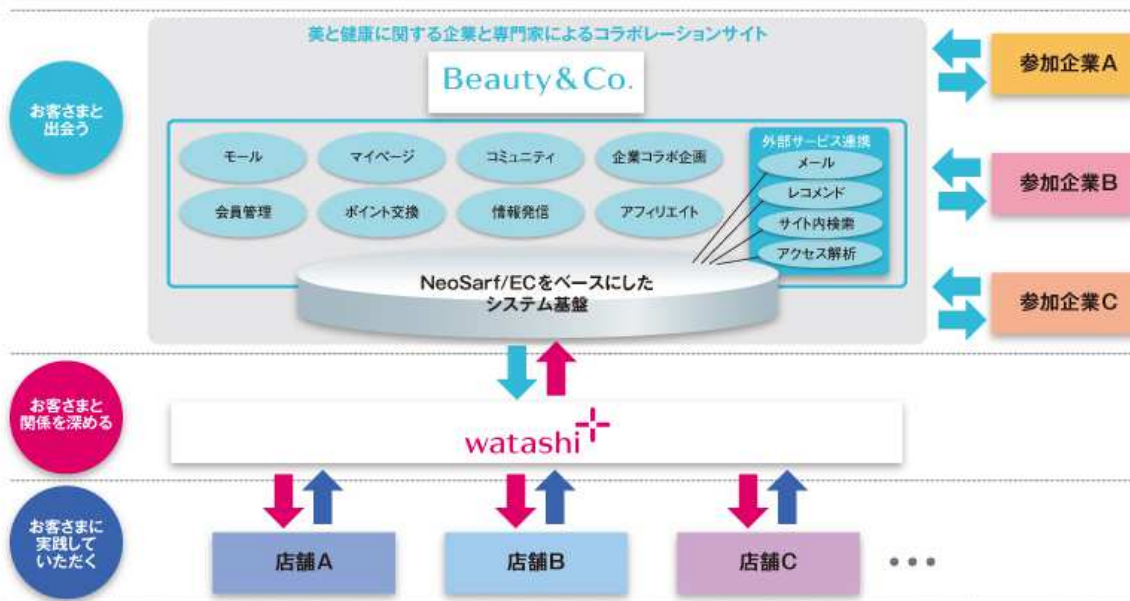 美と健康に関する企業と専門家によるコラボレーションサイト
Beauty&Co.
お客さまと
出会う
モール
マイページ
コミュニティ
企業コラボ企画
会員管理
ポイント交換
情報発信
アフィリエイト
外部サービス連携
メール
レコメンド
サイト内検索
アクセス解析
NeoSarf/ECをベースにした
システム基盤
参加企業A
参加企業B
参加企業C
お客さまと
関係を深める
watashi+
お客さまに
実践して
いただく
店舗A
店舗B
店舗C
•••